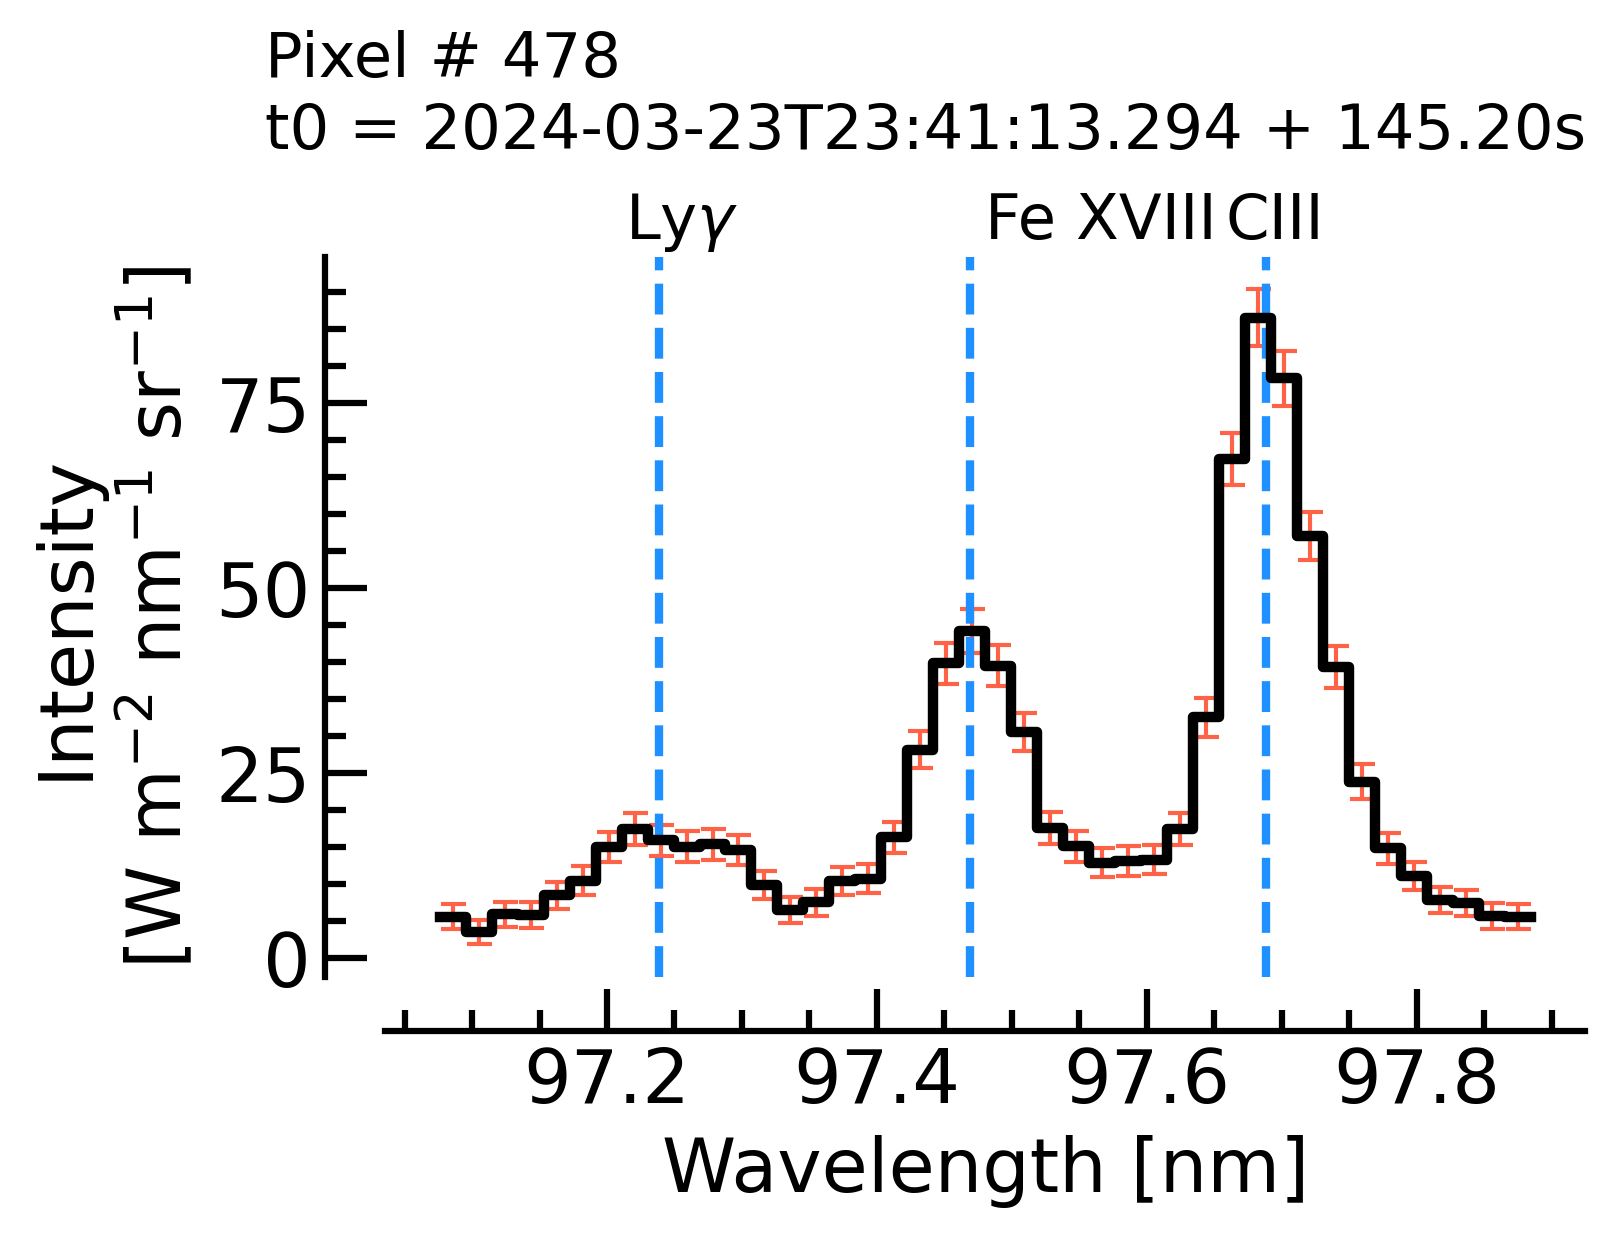 Pixel # 478
t0 = 2024-03-23T23:41:13.294 + 145.20s
Lyγ Fe XVIII CIII
Intensity
[W m⁻² nm⁻¹ sr⁻¹]
75
50
25
0
97.2 97.4 97.6 97.8
Wavelength [nm]